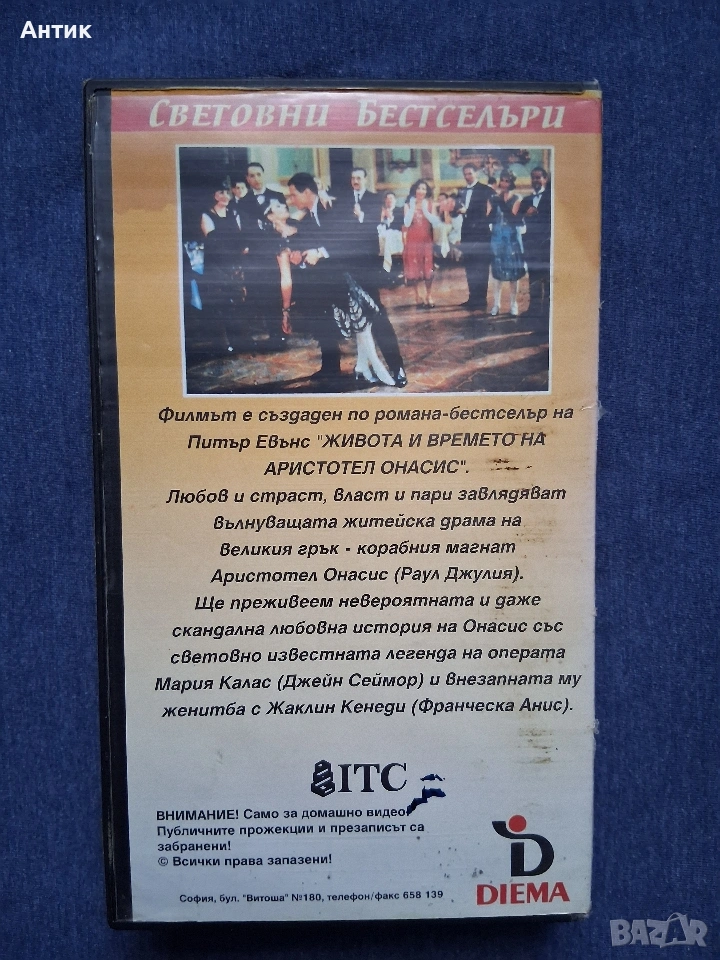 Антик
СВЕТОВНИ БЕСТСЕЛЪРИ
Филмът е създаден по романа-бестселър на
Питър Евънс "ЖИВОТА И ВРЕМЕТО НА
АРИСТОТЕЛ ОНАСИС".
Любов и страст, власт и пари завлядяват
вълнуващата житейска драма на
великия грък - корабния магнат
Аристотел Онасис (Раул Джулия).
Ще преживеем невероятната и даже
скандална любовна история на Онасис със
световно известната легенда на операта
Мария Калас (Джейн Сеймор) и внезапната му
женитба с Жаклин Кенеди (Франческа Анис).
ITC
ВНИМАНИЕ! Само за домашно видео
Публичните прожекции и презаписът са
забранени!
© Всички права запазени!
DIEMA
София, бул. "Витоша" №180, телефон/факс 658 139
BAZAR